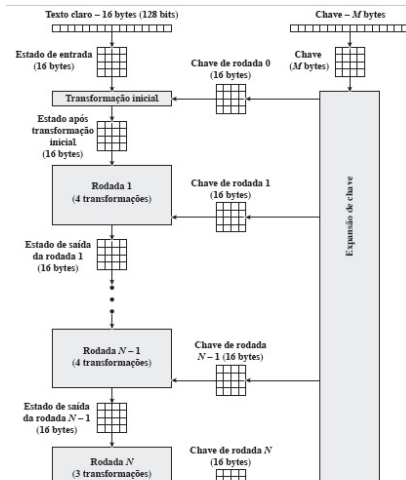 Texto claro – 16 bytes (128 bits)
Chave – M bytes
Estado de entrada
(16 bytes)
Chave
(M bytes)
Chave de rodada 0
(16 bytes)
Transformação inicial
Estado após
transformação
inicial
(16 bytes)
Rodada 1
(4 transformações)
Chave de rodada 1
(16 bytes)
Expansão de chave
Estado de saída
da rodada 1
(16 bytes)
Rodada N – 1
(4 transformações)
Chave de rodada
N – 1 (16 bytes)
Estado de saída
da rodada N – 1
(16 bytes)
Rodada N
(3 transformações)
Chave de rodada N
(16 bytes)